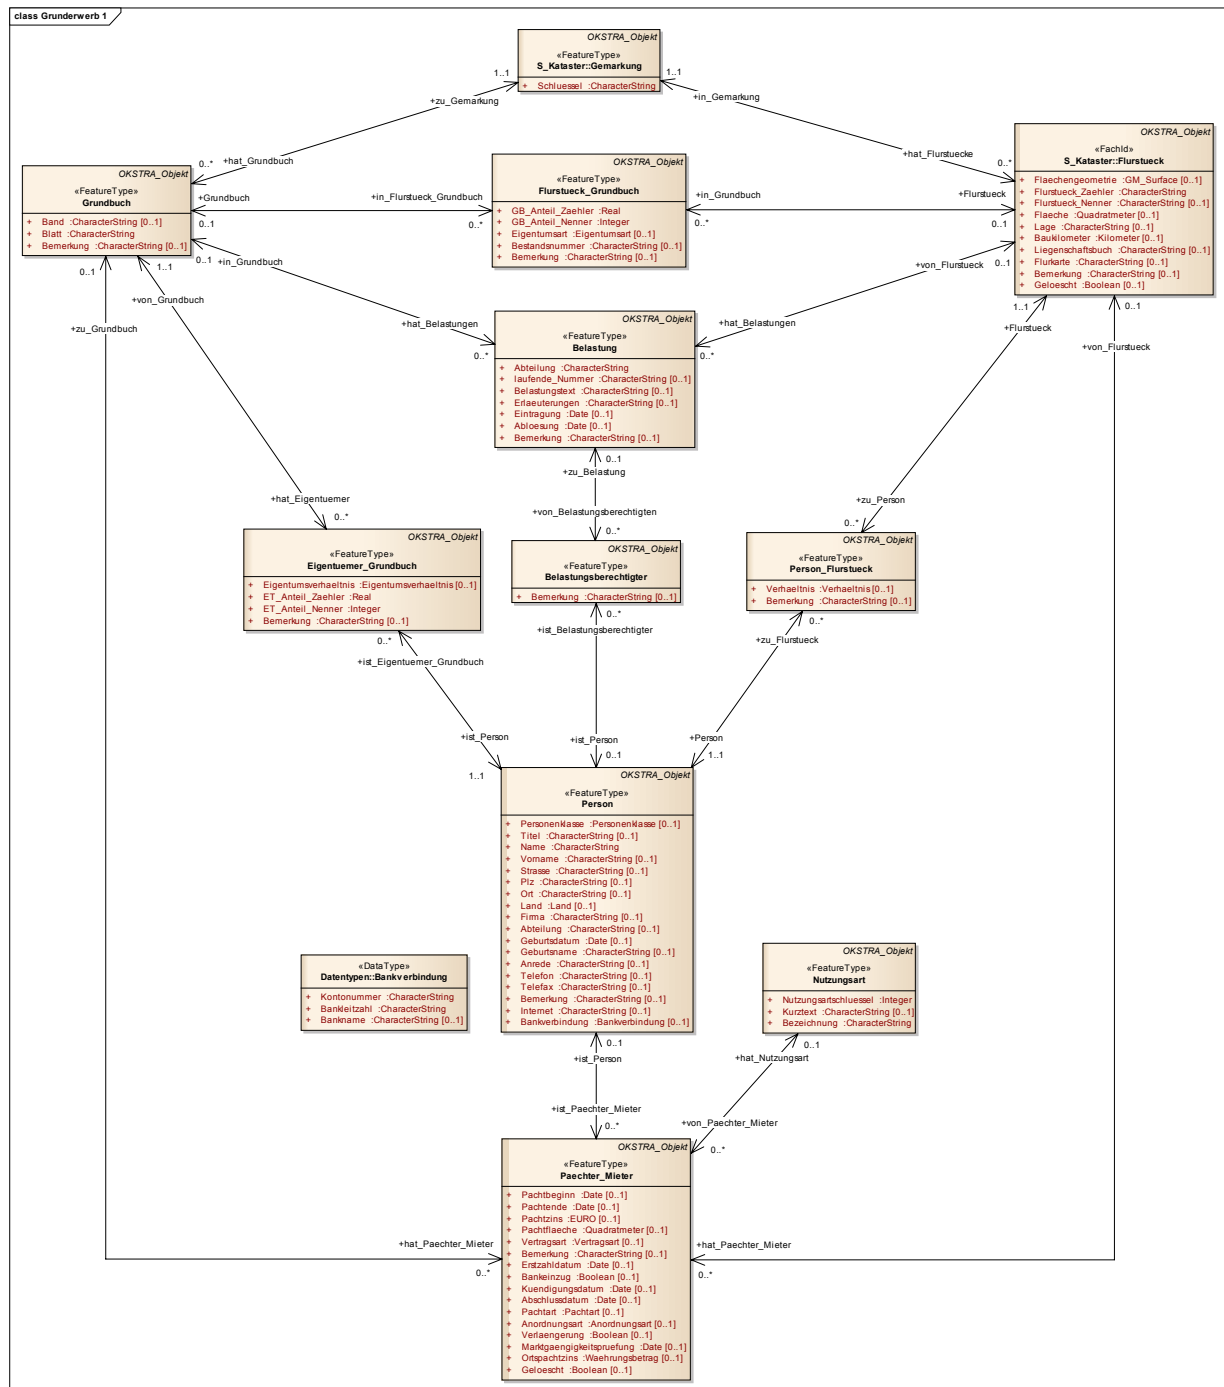 class Grunderwerb 1
OKSTRA_Objekt
«FeatureType»
S_Kataster::Gemarkung
+ Schluessel :CharacterString
1..1
1..1
+zu_Gemarkung
+in_Gemarkung
+hat_Grundbuch
0..*
+hat_Flurstuecke
0..*
OKSTRA_Objekt
«FeatureType»
Grundbuch
+ Band :CharacterString [0..1]
+ Blatt :CharacterString
+ Bemerkung :CharacterString [0..1]
+Grundbuch
0..1
+in_Flurstueck_Grundbuch
0..*
OKSTRA_Objekt
«FeatureType»
Flurstueck_Grundbuch
+ GB_Anteil_Zaehler :Real
+ GB_Anteil_Nenner :Integer
+ Eigentumsart :Eigentumsart [0..1]
+ Bestandsnummer :CharacterString [0..1]
+ Bemerkung :CharacterString [0..1]
+in_Grundbuch
0..*
+Flurstueck
0..1
OKSTRA_Objekt
«FachId»
S_Kataster::Flurstueck
+ Flaechengeometrie :GM_Surface [0..1]
+ Flurstueck_Zaehler :CharacterString
+ Flurstueck_Nenner :CharacterString [0..1]
+ Flaeche :Quadratmeter [0..1]
+ Lage :CharacterString [0..1]
+ Baukilometer :Kilometer [0..1]
+ Liegenschaftsbuch :CharacterString [0..1]
+ Flurkarte :CharacterString [0..1]
+ Bemerkung :CharacterString [0..1]
+ Geloescht :Boolean [0..1]
0..1
+zu_Grundbuch
1..1
+von_Grundbuch
0..1
+in_Grundbuch
+hat_Belastungen
0..*
0..1
+von_Flurstueck
+hat_Belastungen
0..*
1..1
+Flurstueck
0..1
+von_Flurstueck
OKSTRA_Objekt
«FeatureType»
Belastung
+ Abteilung :CharacterString
+ laufende_Nummer :CharacterString [0..1]
+ Belastungstext :CharacterString [0..1]
+ Erlaeuterungen :CharacterString [0..1]
+ Eintragung :Date [0..1]
+ Abloesung :Date [0..1]
+ Bemerkung :CharacterString [0..1]
0..1
+zu_Belastung
+von_Belastungsberechtigten
0..*
+hat_Eigentuemer
0..*
+zu_Person
0..*
OKSTRA_Objekt
«FeatureType»
Eigentuemer_Grundbuch
+ Eigentumsverhaeltnis :Eigentumsverhaeltnis [0..1]
+ ET_Anteil_Zaehler :Real
+ ET_Anteil_Nenner :Integer
+ Bemerkung :CharacterString [0..1]
OKSTRA_Objekt
«FeatureType»
Belastungsberechtigter
+ Bemerkung :CharacterString [0..1]
OKSTRA_Objekt
«FeatureType»
Person_Flurstueck
+ Verhaeltnis :Verhaeltnis [0..1]
+ Bemerkung :CharacterString [0..1]
0..*
+ist_Eigentuemer_Grundbuch
0..*
+ist_Belastungsberechtigter
0..*
+zu_Flurstueck
+ist_Person
1..1
+ist_Person
0..1
+Person
1..1
OKSTRA_Objekt
«FeatureType»
Person
+ Personenklasse :Personenklasse [0..1]
+ Titel :CharacterString [0..1]
+ Name :CharacterString
+ Vorname :CharacterString [0..1]
+ Strasse :CharacterString [0..1]
+ Plz :CharacterString [0..1]
+ Ort :CharacterString [0..1]
+ Land :Land [0..1]
+ Firma :CharacterString [0..1]
+ Abteilung :CharacterString [0..1]
+ Geburtsdatum :Date [0..1]
+ Geburtsname :CharacterString [0..1]
+ Anrede :CharacterString [0..1]
+ Telefon :CharacterString [0..1]
+ Telefax :CharacterString [0..1]
+ Bemerkung :CharacterString [0..1]
+ Internet :CharacterString [0..1]
+ Bankverbindung :Bankverbindung [0..1]
«DataType»
Datentypen::Bankverbindung
+ Kontonummer :CharacterString
+ Bankleitzahl :CharacterString
+ Bankname :CharacterString [0..1]
OKSTRA_Objekt
«FeatureType»
Nutzungsart
+ Nutzungsartschluessel :Integer
+ Kurztext :CharacterString [0..1]
+ Bezeichnung :CharacterString
0..1
+ist_Person
0..1
+hat_Nutzungsart
+ist_Paechter_Mieter
0..*
+von_Paechter_Mieter
0..*
OKSTRA_Objekt
«FeatureType»
Paechter_Mieter
+ Pachtbeginn :Date [0..1]
+ Pachtende :Date [0..1]
+ Pachtzins :EURO [0..1]
+ Pachtflaeche :Quadratmeter [0..1]
+ Vertragsart :Vertragsart [0..1]
+ Bemerkung :CharacterString [0..1]
+ Erstzahldatum :Date [0..1]
+ Bankeinzug :Boolean [0..1]
+ Kuendigungsdatum :Date [0..1]
+ Abschlussdatum :Date [0..1]
+ Pachtart :Pachtart [0..1]
+ Anordnungsart :Anordnungsart [0..1]
+ Verlaengerung :Boolean [0..1]
+ Marktgaengigkeitspruefung :Date [0..1]
+ Ortspachtzins :Waehrungsbetrag [0..1]
+ Geloescht :Boolean [0..1]
+hat_Paechter_Mieter
0..*
+hat_Paechter_Mieter
0..*